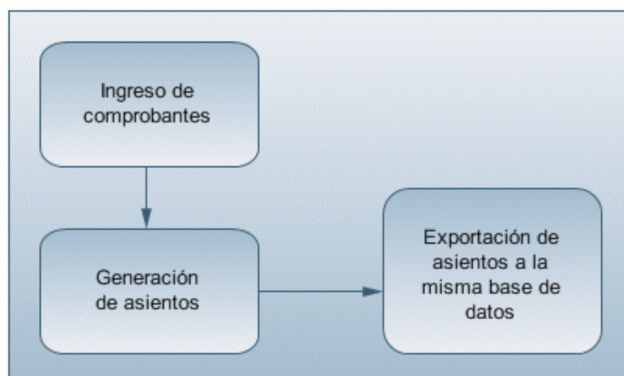 Ingreso de
comprobantes
Generación
de asientos
Exportación de
asientos a la
misma base de
datos